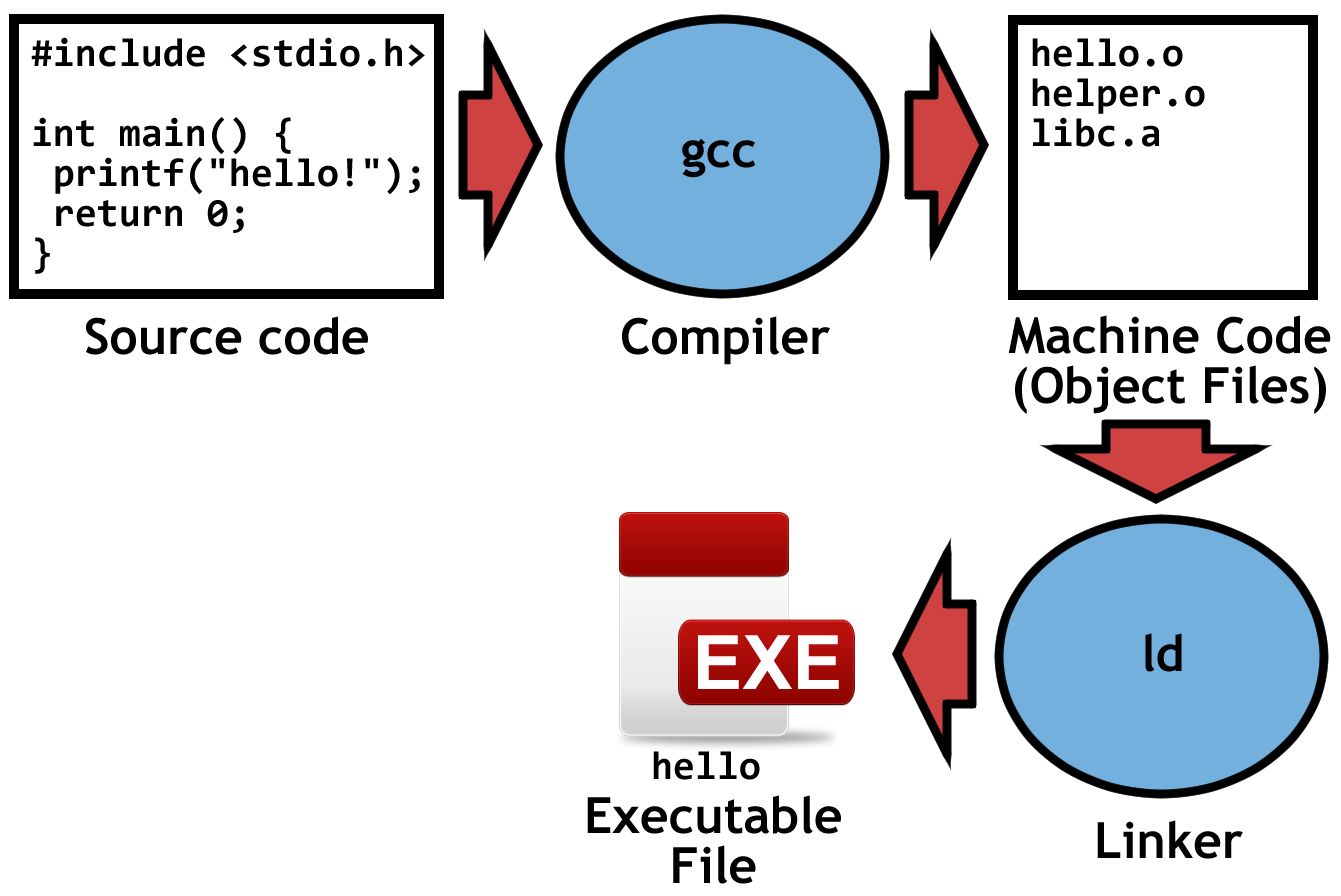 #include <stdio.h>
int main() {
 printf("hello!");
 return 0;
}
Source code
gcc
Compiler
hello.o
helper.o
libc.a
Machine Code
(Object Files)
ld
Linker
EXE
hello
Executable
File